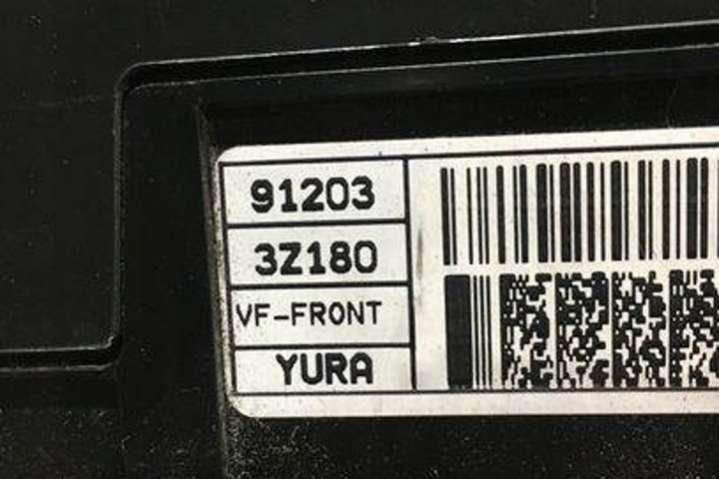 91203
3Z180
VF-FRONT
YURA